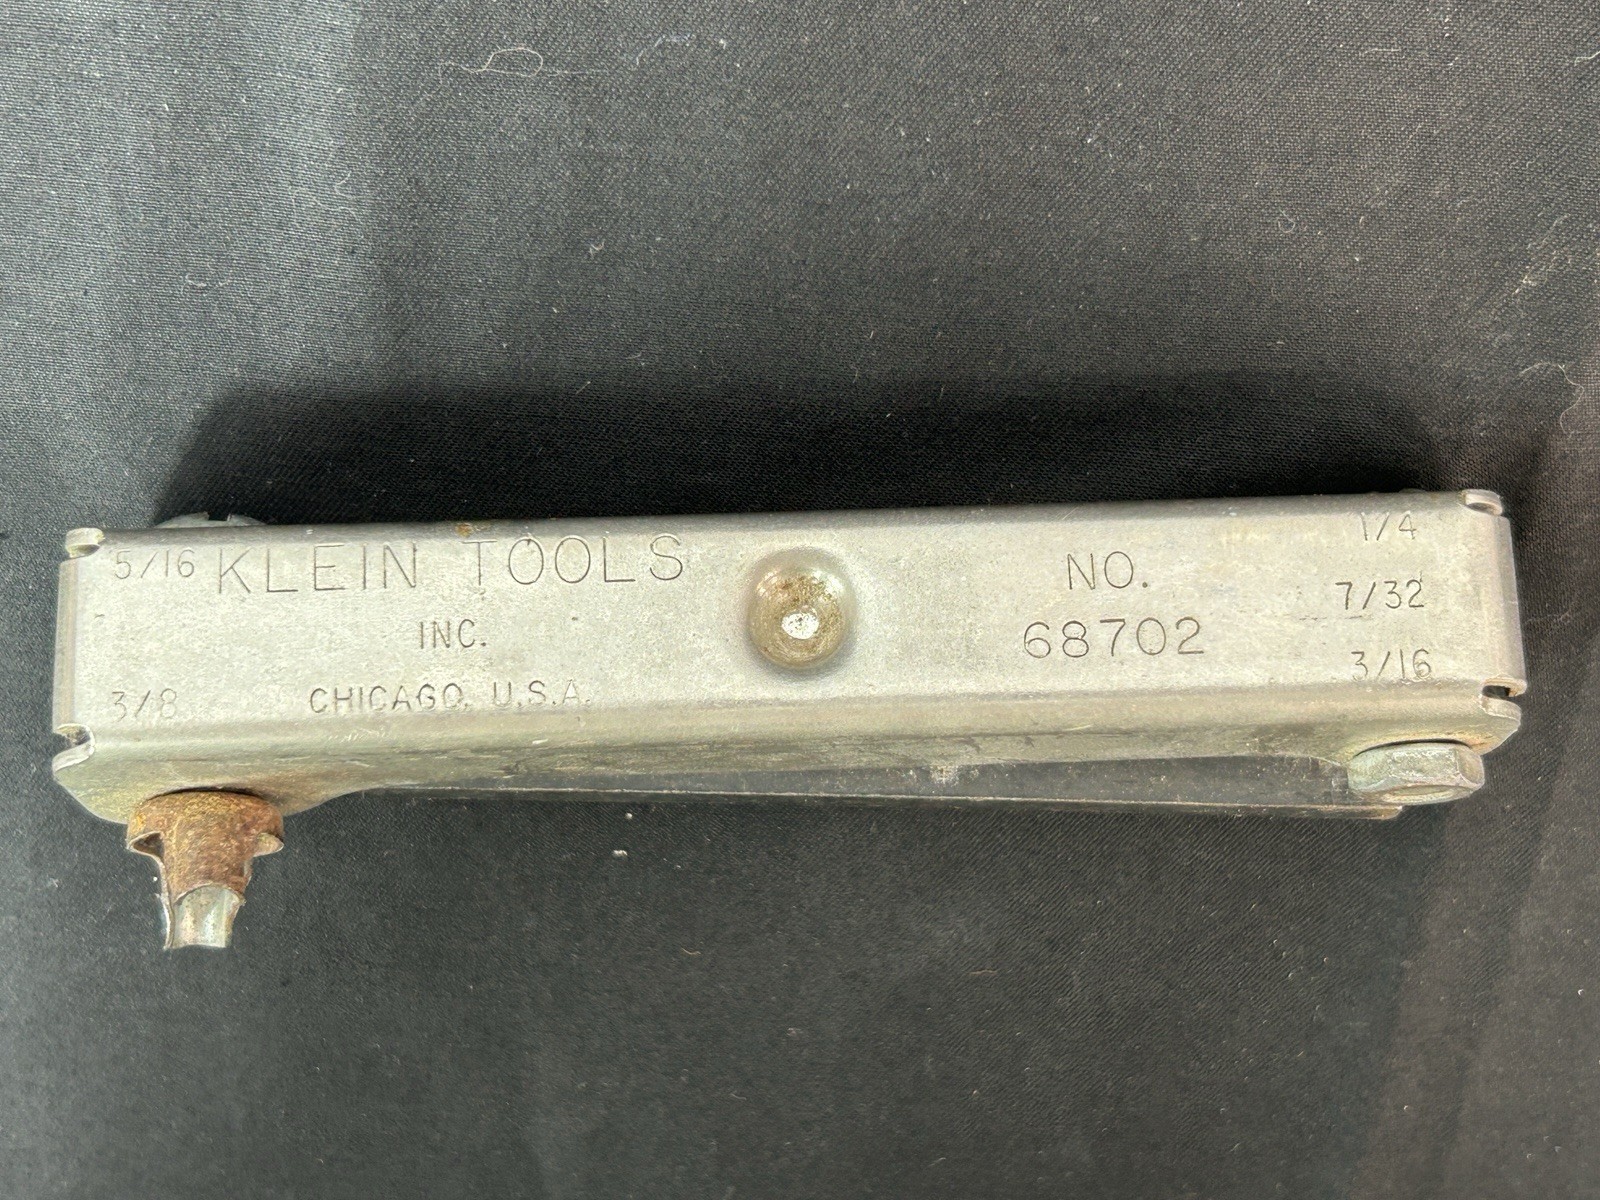 5/16 KLEIN TOOLS
INC.
3/8 CHICAGO, U.S.A.
NO.
68702
1/4
7/32
3/16